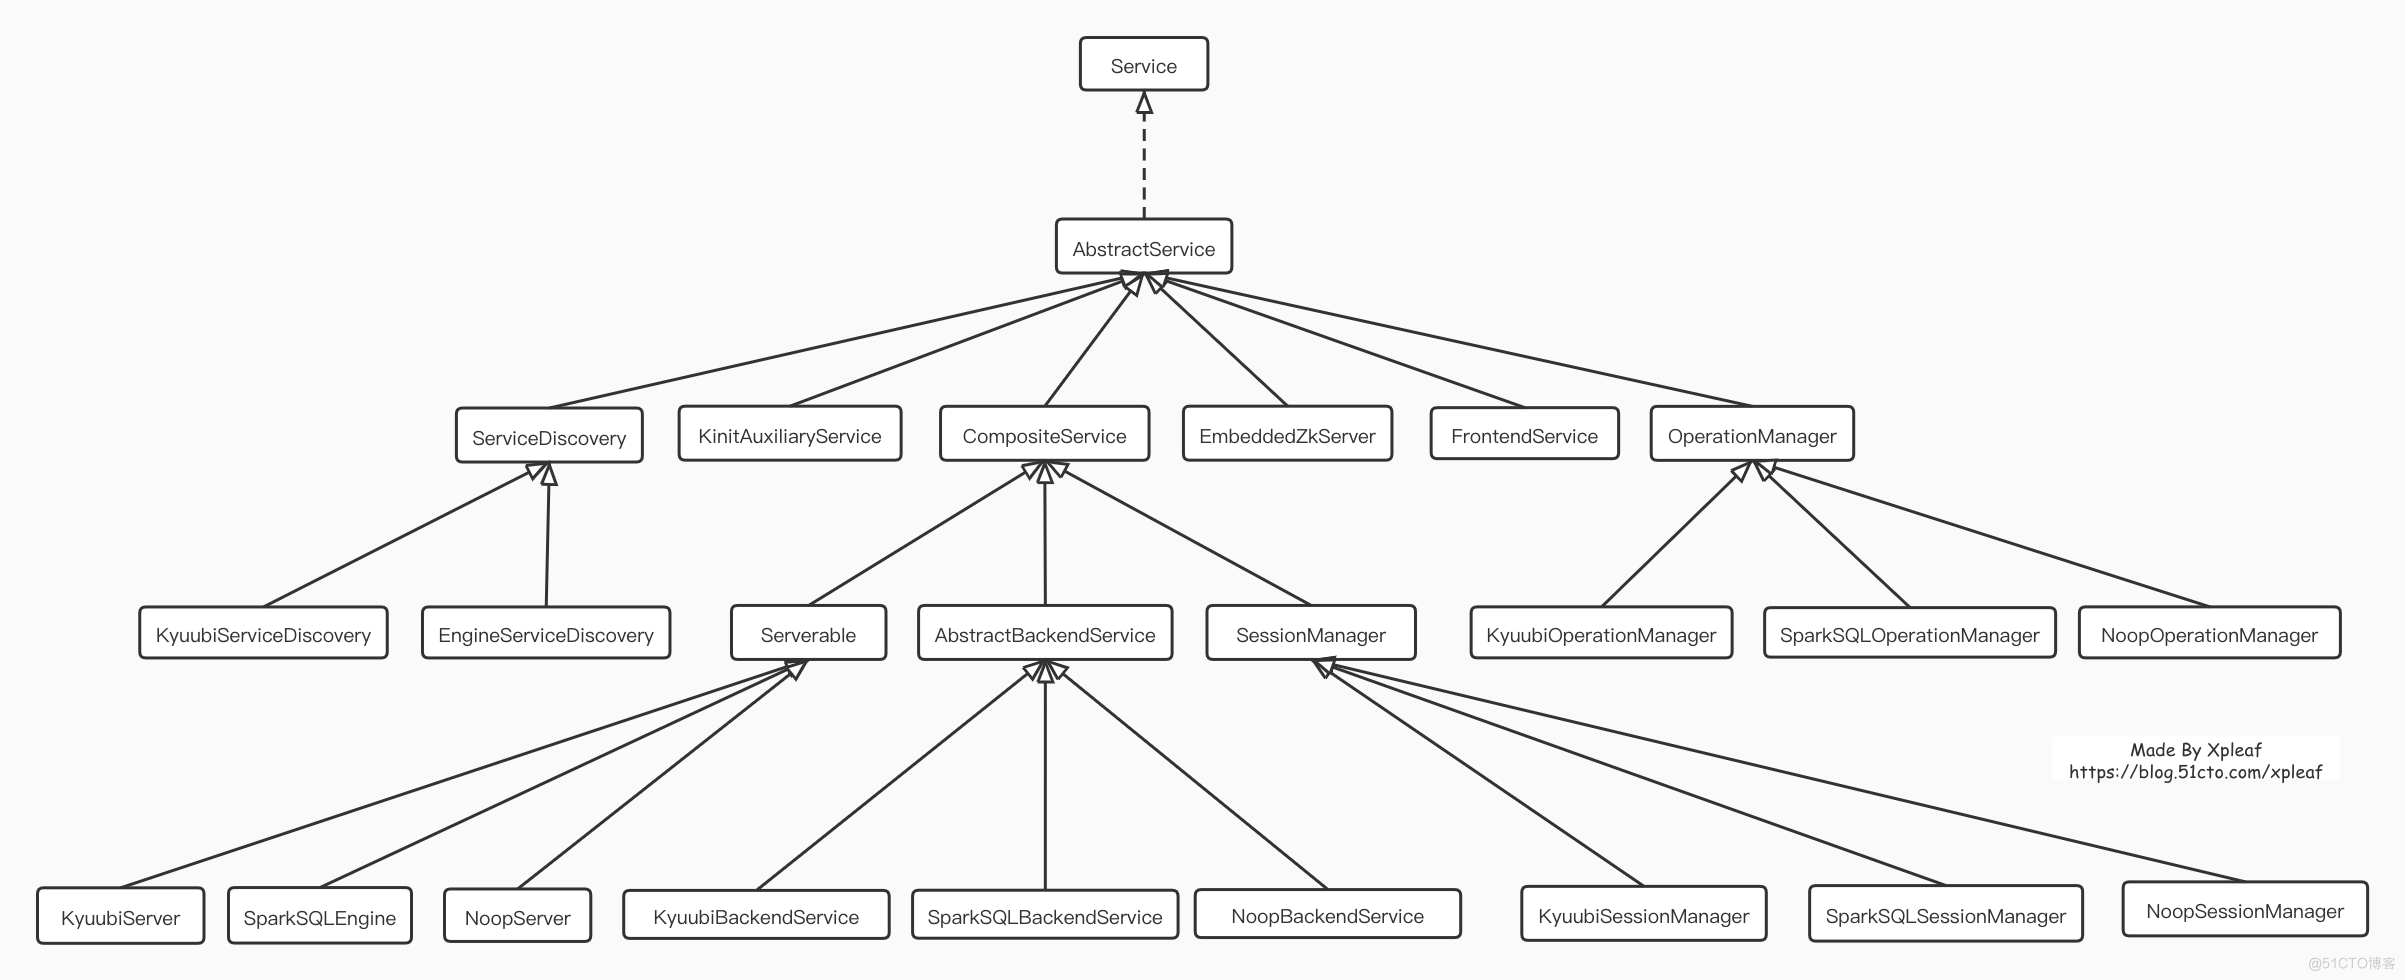 Service
AbstractService
ServiceDiscovery
KinitAuxiliaryService
CompositeService
EmbeddedZkServer
FrontendService
OperationManager
KyuubiServiceDiscovery
EngineServiceDiscovery
Serverable
AbstractBackendService
SessionManager
KyuubiOperationManager
SparkSQLOperationManager
NoopOperationManager
Made By Xpleaf
https://blog.51cto.com/xpleaf
KyuubiServer
SparkSQLEngine
NoopServer
KyuubiBackendService
SparkSQLBackendService
NoopBackendService
KyuubiSessionManager
SparkSQLSessionManager
NoopSessionManager
@51CTO博客